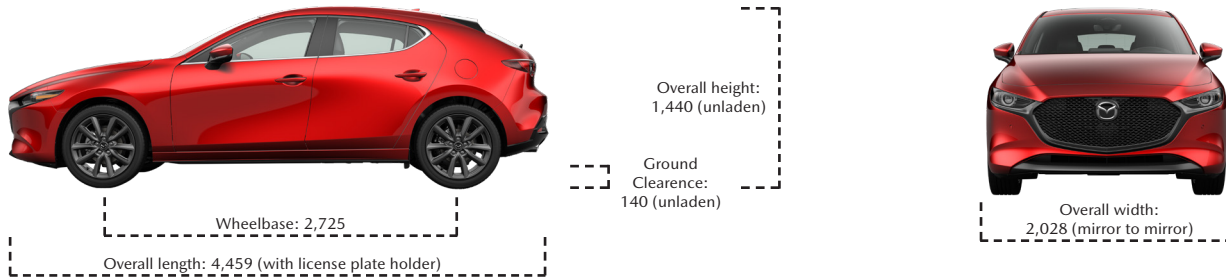 Overall height:
1,440 (unladen)
Ground
Clearence:
140 (unladen)
Wheelbase: 2,725
Overall length: 4,459 (with license plate holder)
Overall width:
2,028 (mirror to mirror)